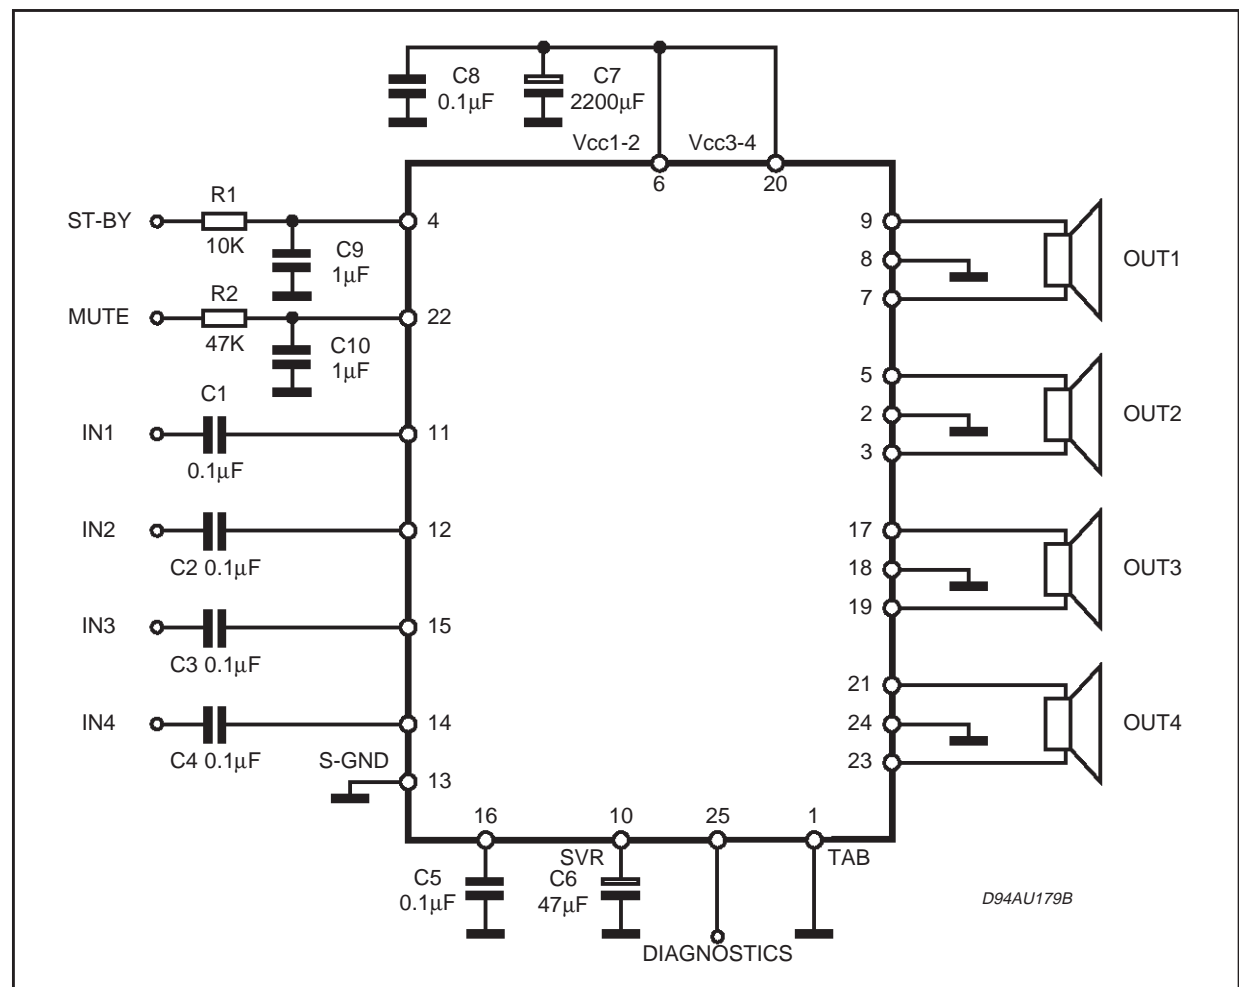 C8
0.1µF
C7
2200µF
Vcc1-2
Vcc3-4
6
20
ST-BY
R1
10K
C9
1µF
4
MUTE
R2
47K
C10
1µF
22
IN1
C1
0.1µF
11
IN2
C2 0.1µF
12
IN3
C3 0.1µF
15
IN4
C4 0.1µF
14
S-GND
13
9
8
7
OUT1
5
2
3
OUT2
17
18
19
OUT3
21
24
23
OUT4
16
10
25
1
SVR
TAB
C5
0.1µF
C6
47µF
DIAGNOSTICS
D94AU179B